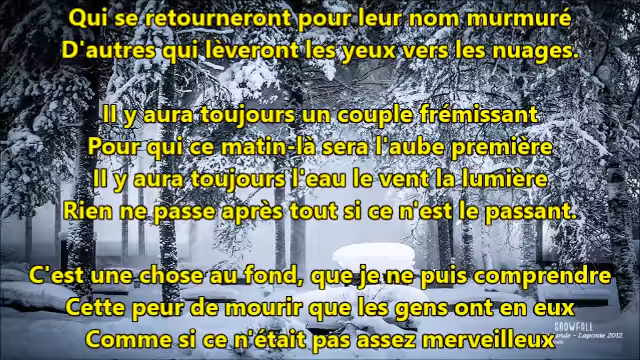 Qui se retourneront pour leur nom murmuré
D'autres qui lèveront les yeux vers les nuages.
Il y aura toujours un couple frémissant
Pour qui ce matin-là sera l'aube première
Il y aura toujours l'eau le vent la lumière
Rien ne passe après tout si ce n'est le passant.
C'est une chose au fond, que je ne puis comprendre
Cette peur de mourir que les gens ont en eux
Comme si ce n'était pas assez merveilleux
SNOWFALL
Laponie 2012